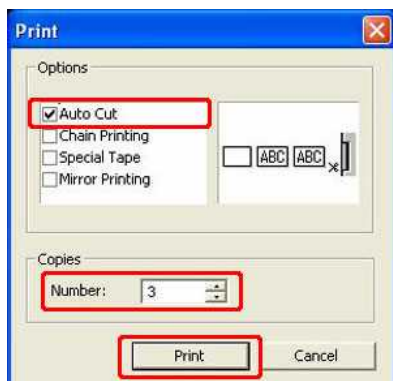 Print
Options
Auto Cut
Chain Printing
Special Tape
Mirror Printing
ABC ABC
Copies
Number: 3
Print Cancel